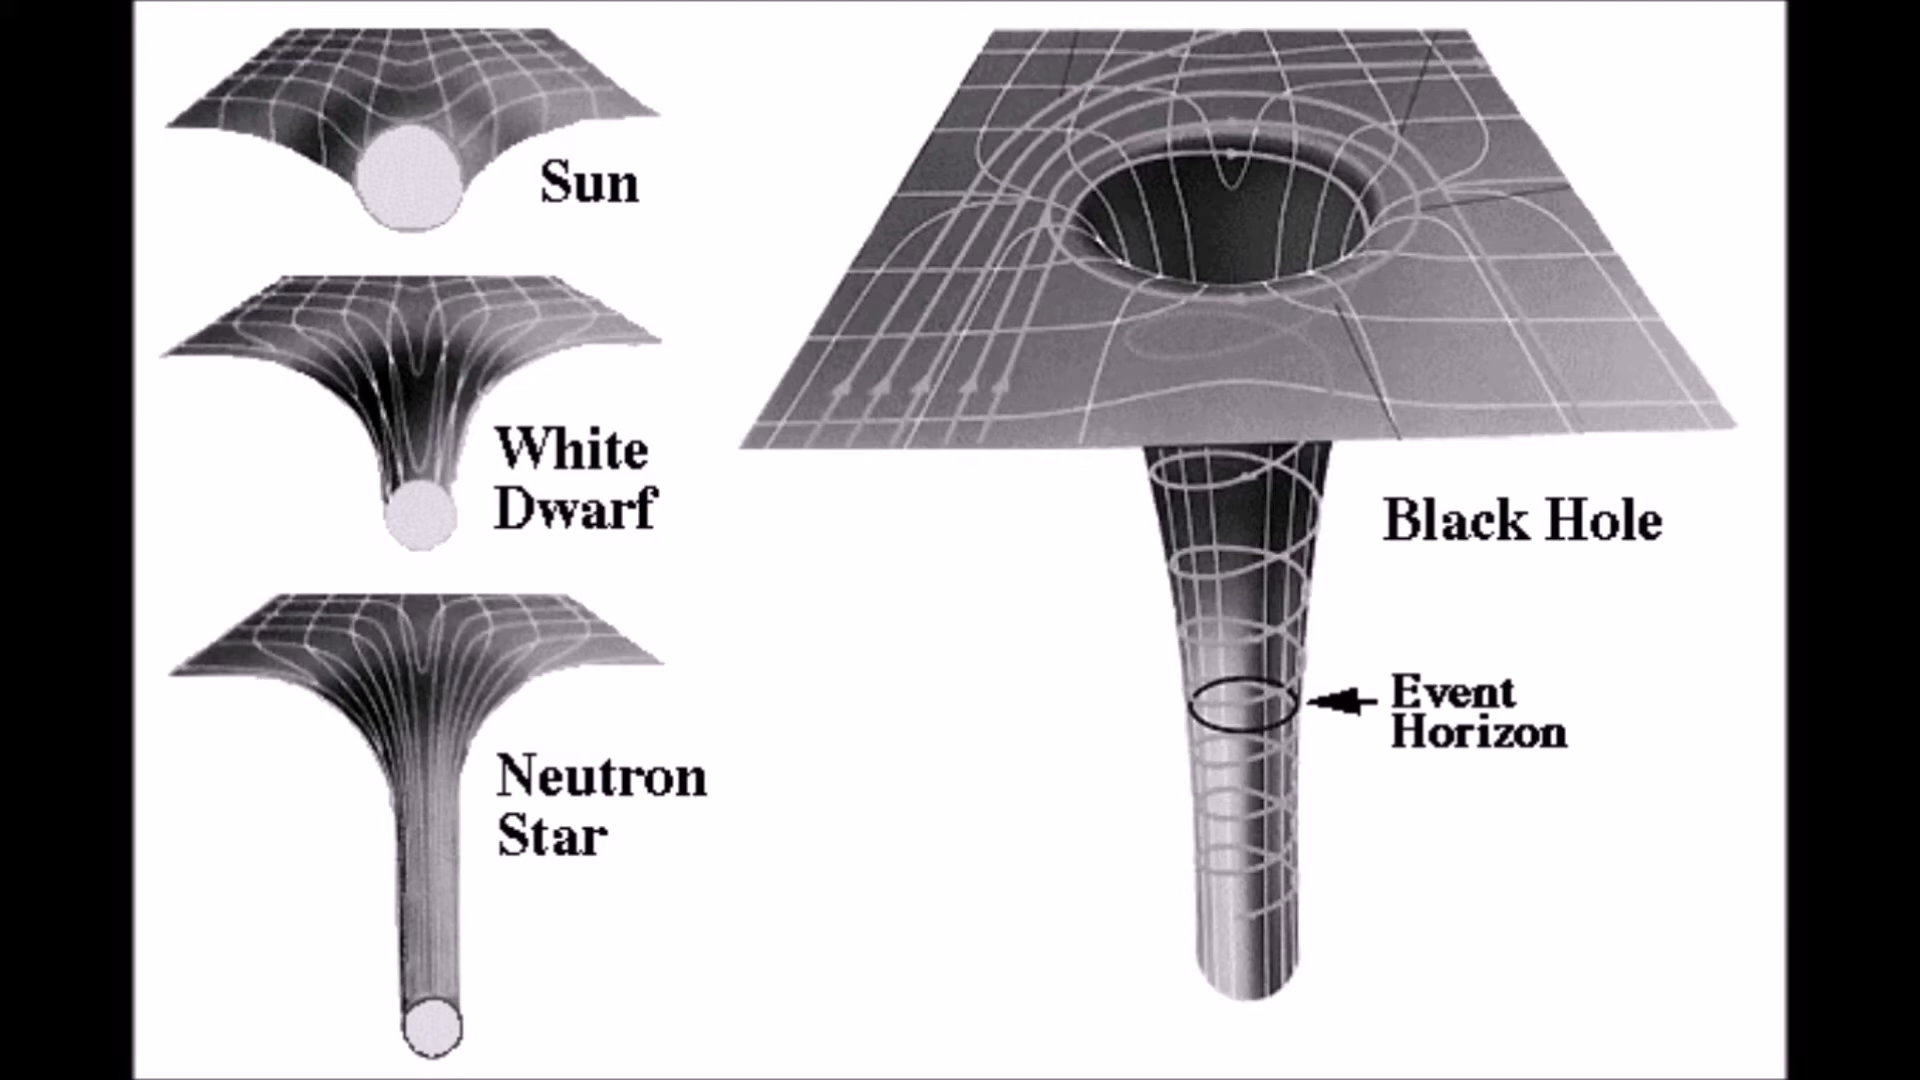 Sun
White
Dwarf
Neutron
Star
Black Hole
Event
Horizon